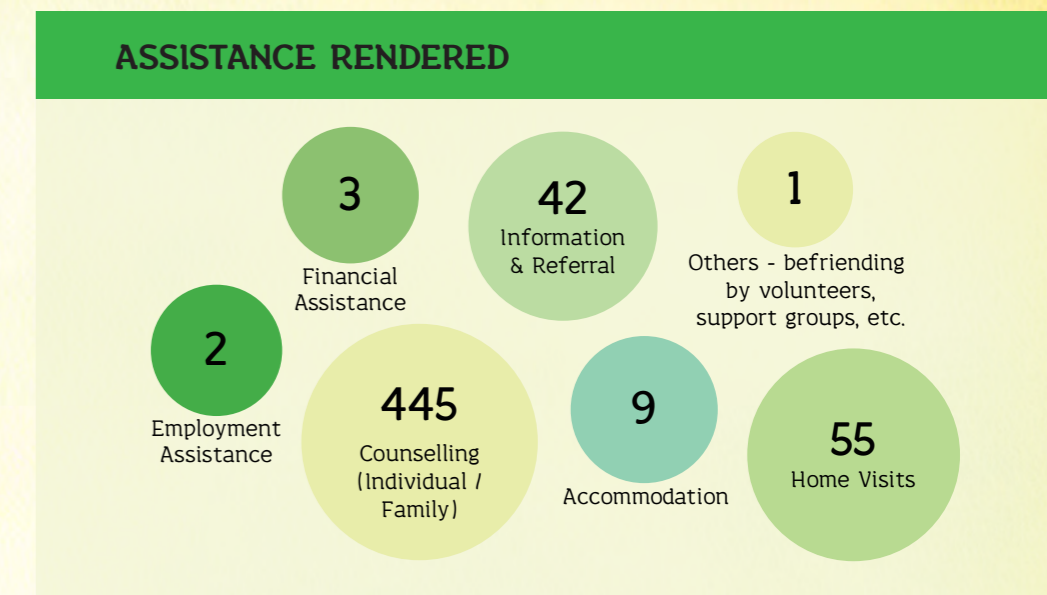 ASSISTANCE RENDERED
3
Financial
Assistance
42
Information
& Referral
1
Others - befriending
by volunteers,
support groups, etc.
2
Employment
Assistance
445
Counselling
(Individual /
Family)
9
Accommodation
55
Home Visits